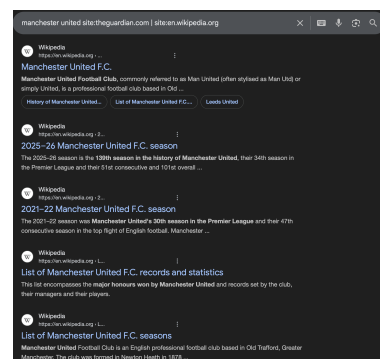 manchester united site:theguardian.com | site:en.wikipedia.org
Wikipedia
https://en.wikipedia.org › ...
Manchester United F.C.
Manchester United Football Club, commonly referred to as Man United (often stylised as Man Utd) or
simply United, is a professional football club based in Old ...
History of Manchester United...
List of Manchester United F.C....
Leeds United
Wikipedia
https://en.wikipedia.org › 2...
2025–26 Manchester United F.C. season
The 2025–26 season is the 139th season in the history of Manchester United, their 34th season in
the Premier League and their 51st consecutive and 101st overall ...
Wikipedia
https://en.wikipedia.org › 2...
2021–22 Manchester United F.C. season
The 2021–22 season was Manchester United's 30th season in the Premier League and their 47th
consecutive season in the top flight of English football. Manchester ...
Wikipedia
https://en.wikipedia.org › L...
List of Manchester United F.C. records and statistics
This list encompasses the major honours won by Manchester United and records set by the club,
their managers and their players.
Wikipedia
https://en.wikipedia.org › L...
List of Manchester United F.C. seasons
Manchester United Football Club is an English professional football club based in Old Trafford, Greater
Manchester. The club was formed in Newton Heath in 1878 ...